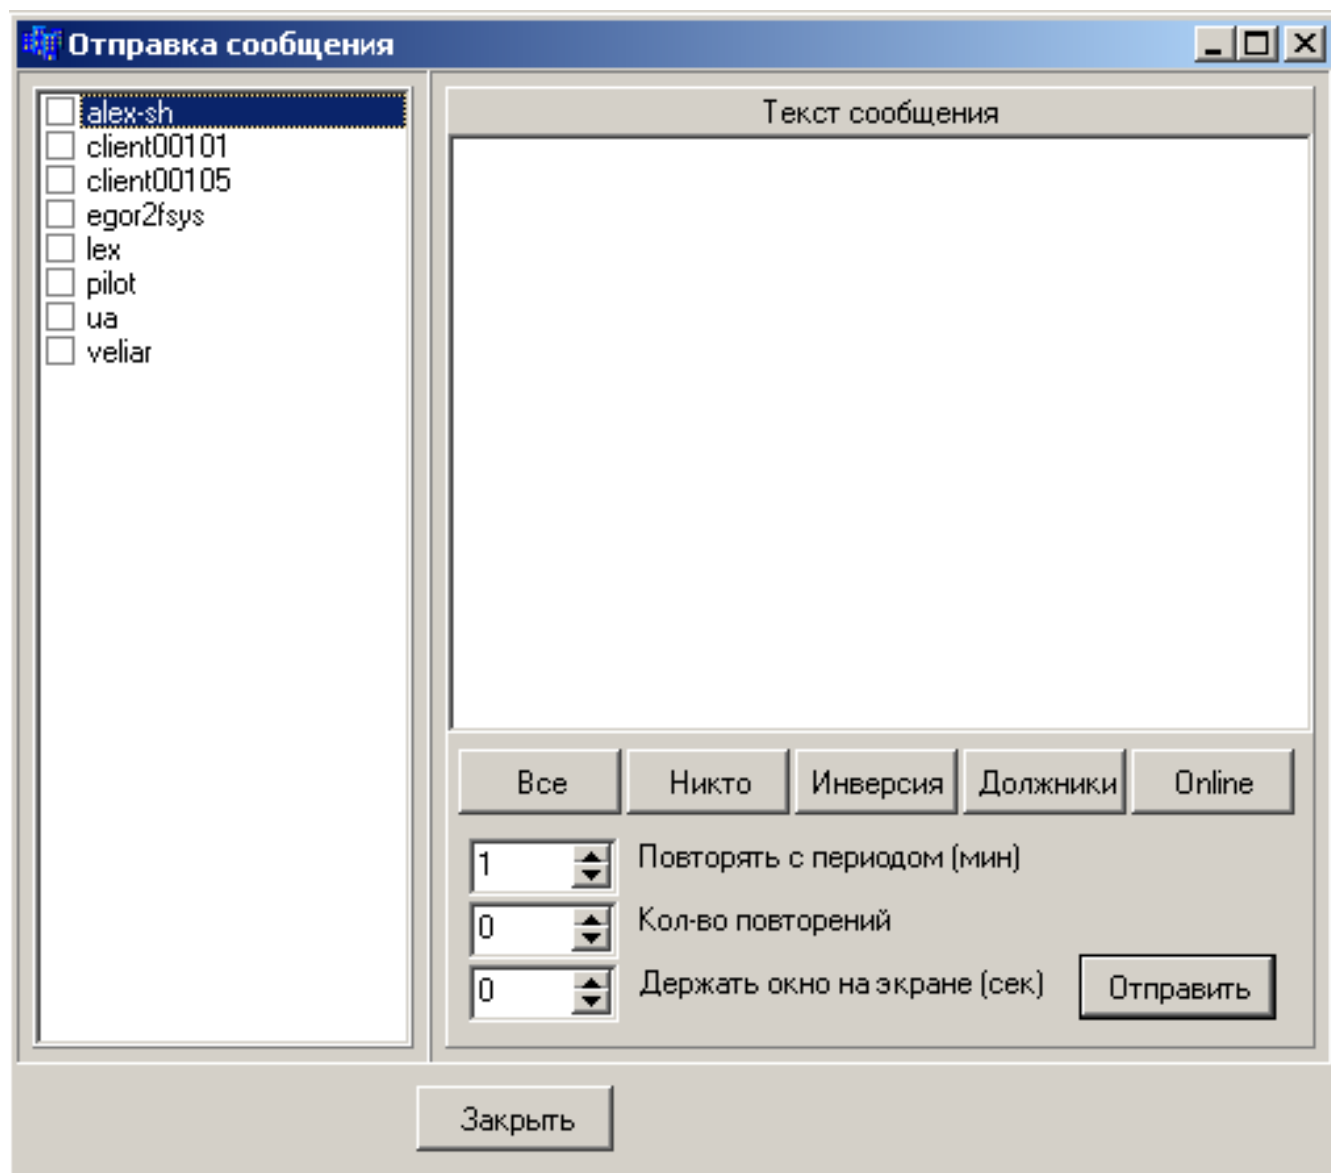 Отправка сообщения
alex-sh
client00101
client00105
egor2fsys
lex
pilot
ua
veliar
Текст сообщения
Все Никто Инверсия Должники Online
1 Повторять с периодом (мин)
0 Кол-во повторений
0 Держать окно на экране (сек)
Отправить
Закрыть